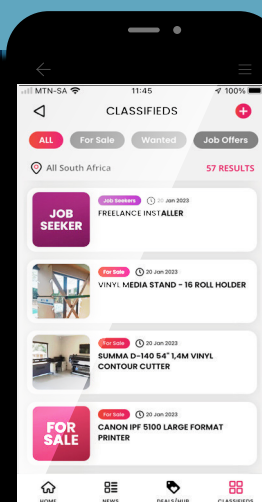 MTN-SA 11:45 100%
CLASSIFIEDS
ALL For Sale Wanted Job Offers
All South Africa 57 RESULTS
JOB
SEEKER
Job Seekers 20 Jan 2023
FREELANCE INSTALLER
For Sale 20 Jan 2023
VINYL MEDIA STAND - 16 ROLL HOLDER
For Sale 20 Jan 2023
SUMMA D-140 54" 1,4M VINYL
CONTOUR CUTTER
FOR
SALE
For Sale 20 Jan 2023
CANON IPF 5100 LARGE FORMAT
PRINTER
HOME NEWS DEALS/HUB CLASSIFIEDS